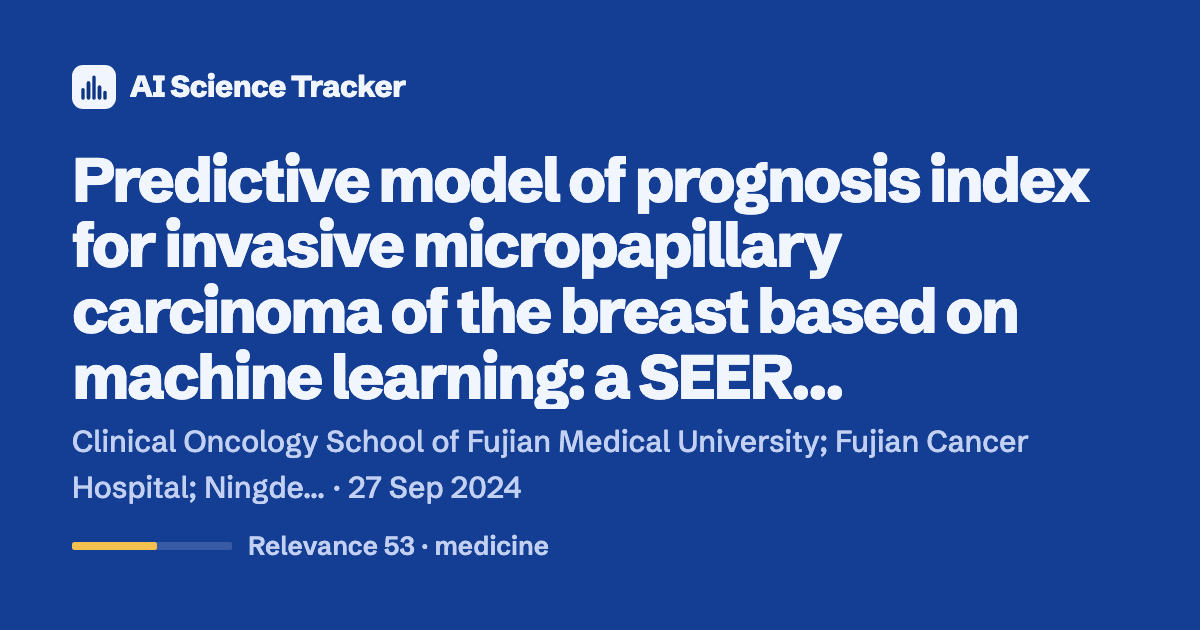 AI Science Tracker
Predictive model of prognosis index
for invasive micropapillary
carcinoma of the breast based on
machine learning: a SEER...
Clinical Oncology School of Fujian Medical University; Fujian Cancer
Hospital; Ningde... · 27 Sep 2024
Relevance 53 · medicine